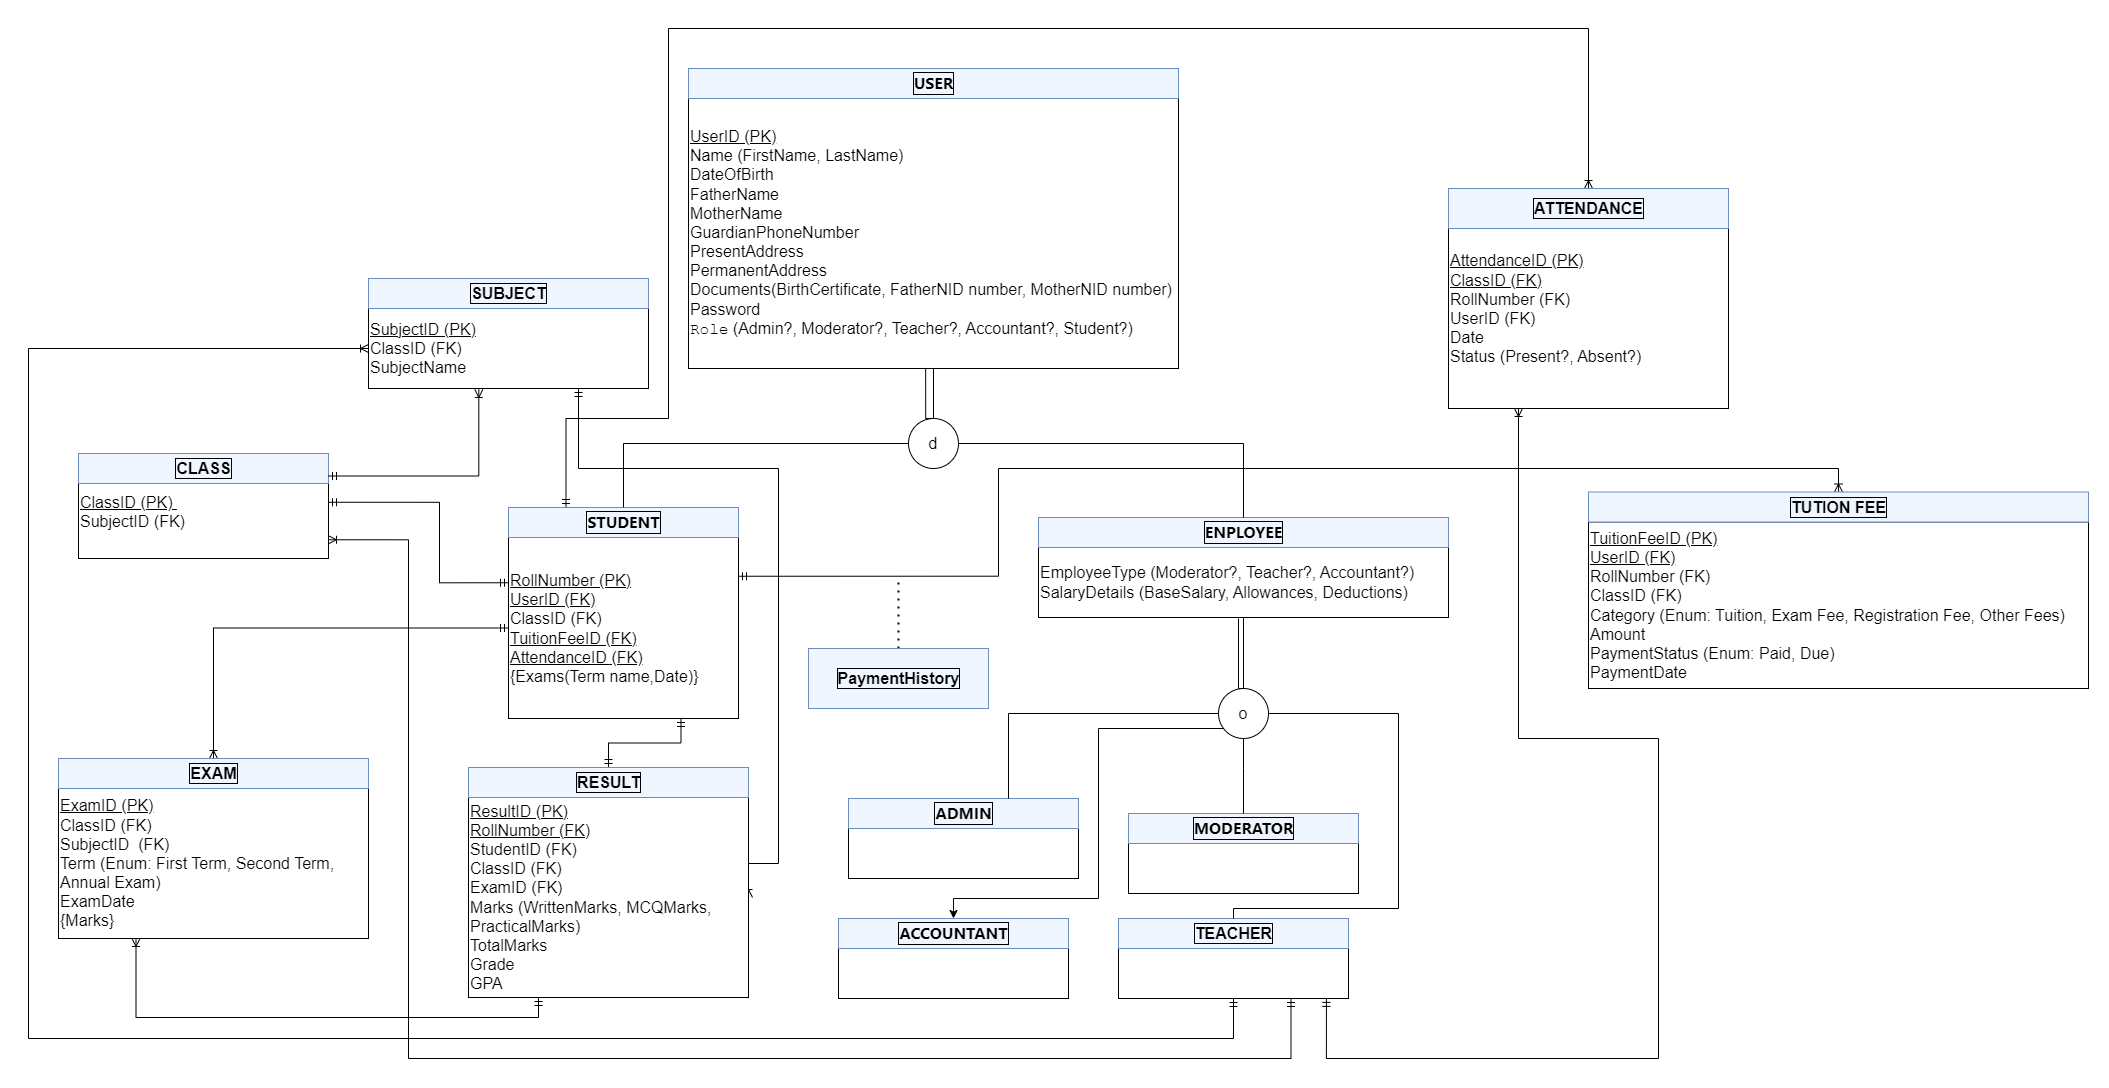 USER
UserID (PK)
Name (FirstName, LastName)
DateOfBirth
FatherName
MotherName
GuardianPhoneNumber
PresentAddress
PermanentAddress
Documents(BirthCertificate, FatherNID number, MotherNID number)
Password
Role (Admin?, Moderator?, Teacher?, Accountant?, Student?)
ATTENDANCE
AttendanceID (PK)
ClassID (FK)
RollNumber (FK)
UserID (FK)
Date
Status (Present?, Absent?)
SUBJECT
SubjectID (PK)
ClassID (FK)
SubjectName
d
CLASS
ClassID (PK)
SubjectID (FK)
STUDENT
RollNumber (PK)
UserID (FK)
ClassID (FK)
TuitionFeeID (FK)
AttendanceID (FK)
{Exams(Term name,Date)}
ENPLOYEE
EmployeeType (Moderator?, Teacher?, Accountant?)
SalaryDetails (BaseSalary, Allowances, Deductions)
TUTION FEE
TuitionFeeID (PK)
UserID (FK)
RollNumber (FK)
ClassID (FK)
Category (Enum: Tuition, Exam Fee, Registration Fee, Other Fees)
Amount
PaymentStatus (Enum: Paid, Due)
PaymentDate
PaymentHistory
o
EXAM
ExamID (PK)
ClassID (FK)
SubjectID  (FK)
Term (Enum: First Term, Second Term,
Annual Exam)
ExamDate
{Marks}
RESULT
ResultID (PK)
RollNumber (FK)
StudentID (FK)
ClassID (FK)
ExamID (FK)
Marks (WrittenMarks, MCQMarks,
PracticalMarks)
TotalMarks
Grade
GPA
ADMIN
MODERATOR
ACCOUNTANT
TEACHER